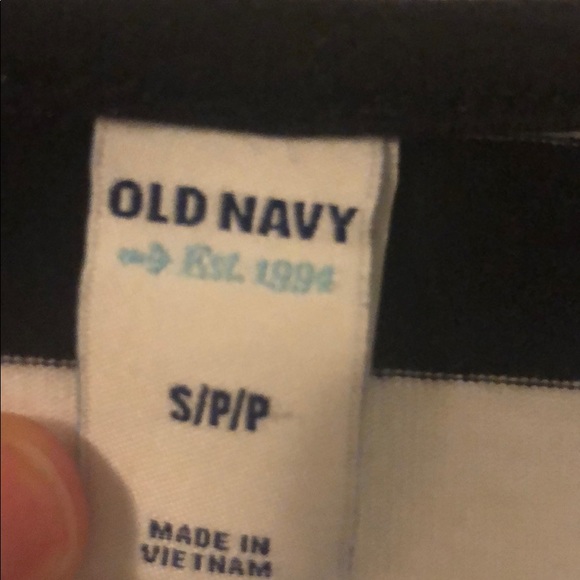 OLD NAVY
Est. 1994
S/P/P
MADE IN
VIETNAM